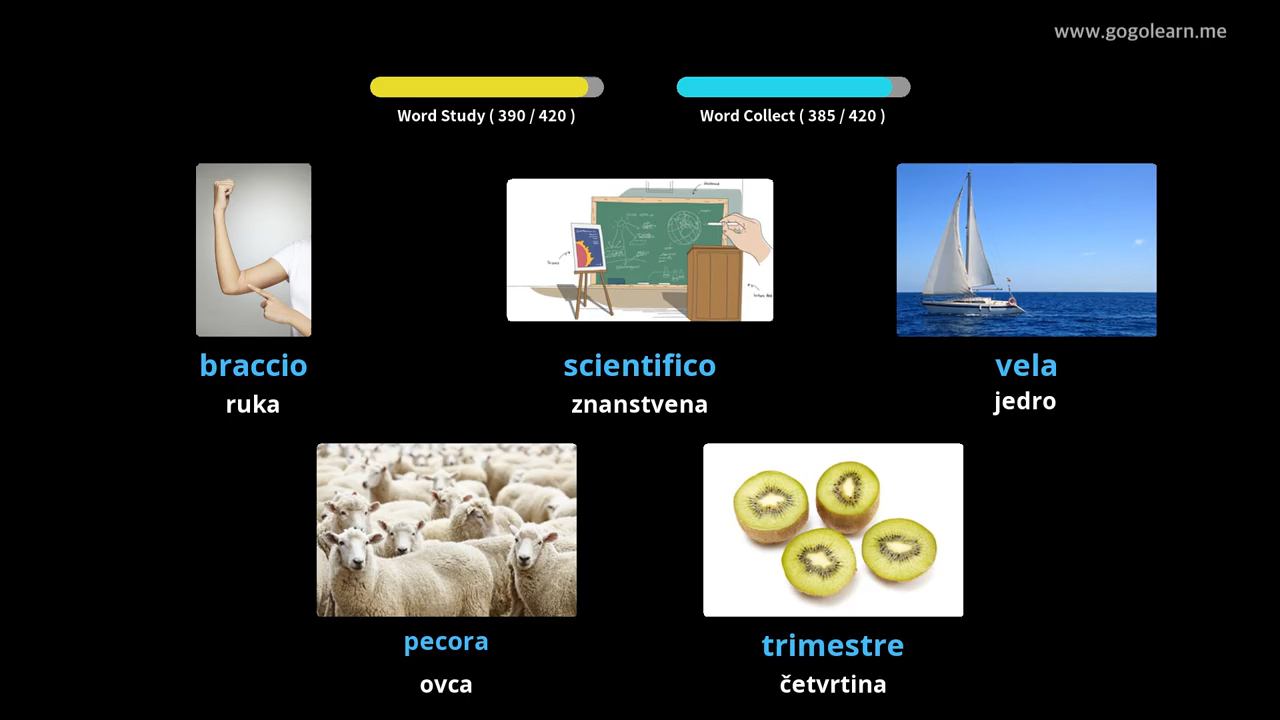 www.gogolearn.me
Word Study ( 390 / 420 )
Word Collect ( 385 / 420 )
braccio
scientifico
vela
ruka
znanstvena
jedro
pecora
trimestre
ovca
četvrtina